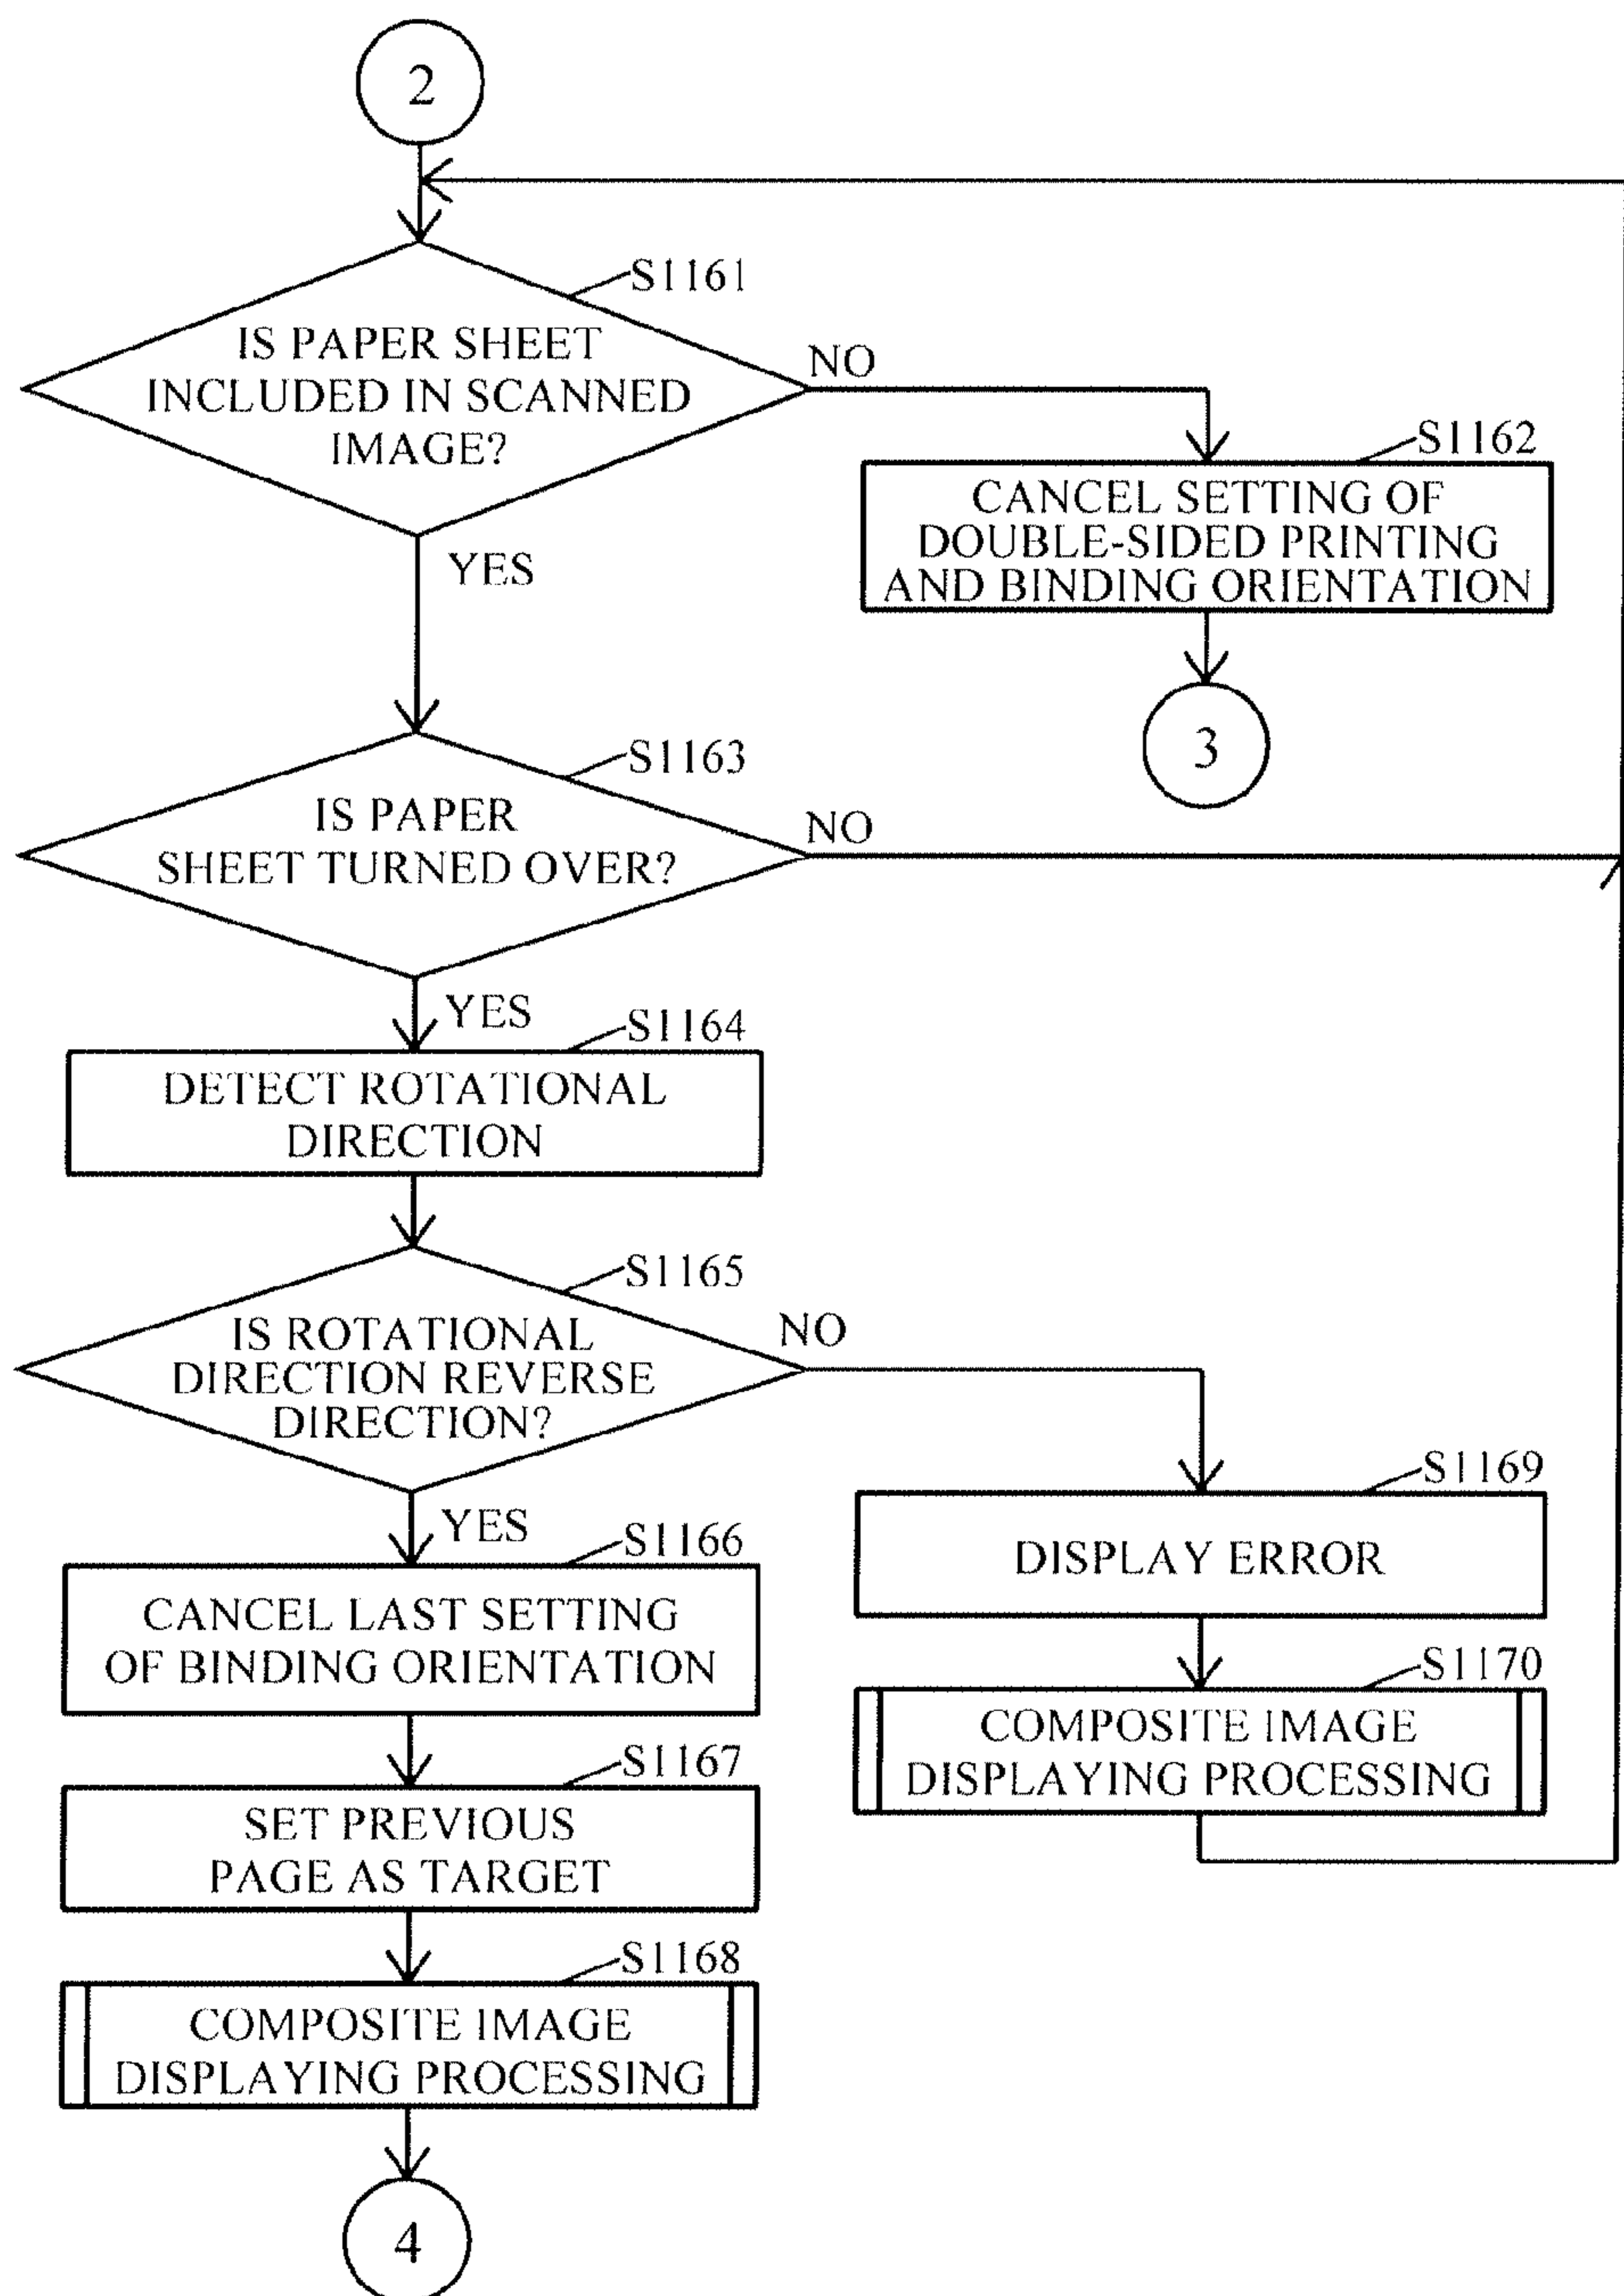 2
S1161
IS PAPER SHEET
INCLUDED IN SCANNED
IMAGE?
NO
YES
S1162
CANCEL SETTING OF
DOUBLE-SIDED PRINTING
AND BINDING ORIENTATION
3
S1163
IS PAPER
SHEET TURNED OVER?
NO
YES
S1164
DETECT ROTATIONAL
DIRECTION
S1165
IS ROTATIONAL
DIRECTION REVERSE
DIRECTION?
NO
YES
S1166
CANCEL LAST SETTING
OF BINDING ORIENTATION
S1169
DISPLAY ERROR
S1170
COMPOSITE IMAGE
DISPLAYING PROCESSING
S1167
SET PREVIOUS
PAGE AS TARGET
S1168
COMPOSITE IMAGE
DISPLAYING PROCESSING
4